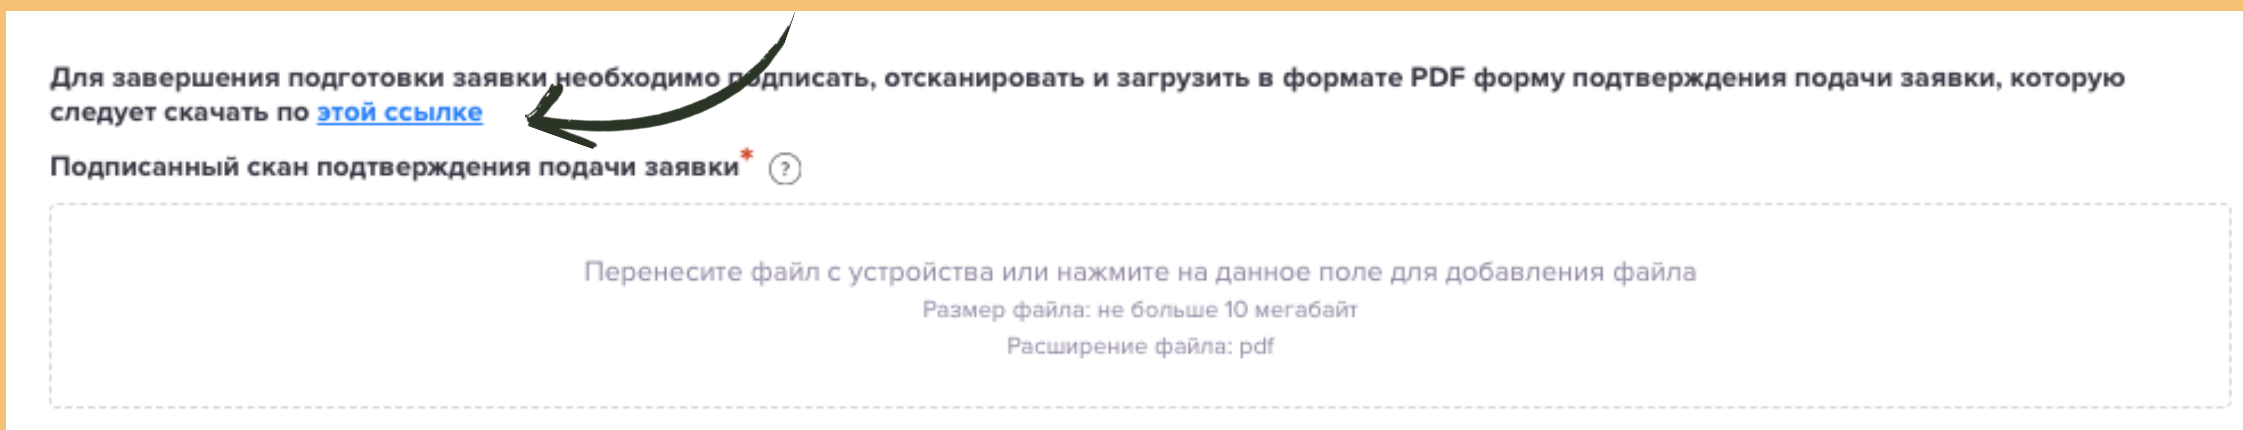 Для завершения подготовки заявки необходимо подписать, отсканировать и загрузить в формате PDF форму подтверждения подачи заявки, которую
следует скачать по этой ссылке
Подписанный скан подтверждения подачи заявки* ?
Перенесите файл с устройства или нажмите на данное поле для добавления файла
Размер файла: не больше 10 мегабайт
Расширение файла: pdf